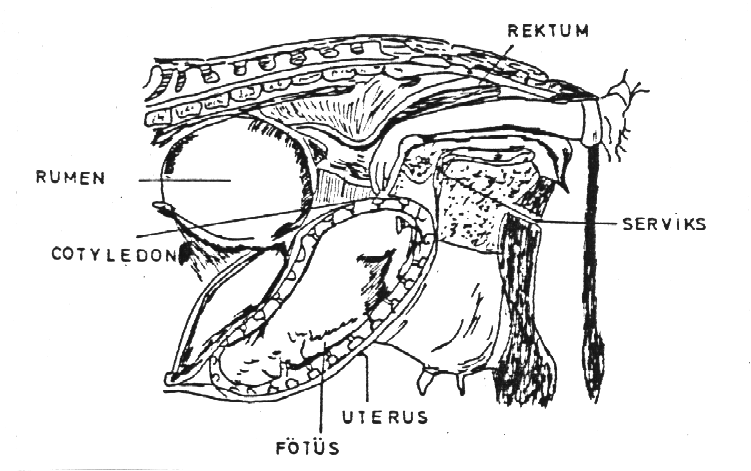 REKTUM
RUMEN
SERVIKS
COTYLEDON
UTERUS
FÖTÜS